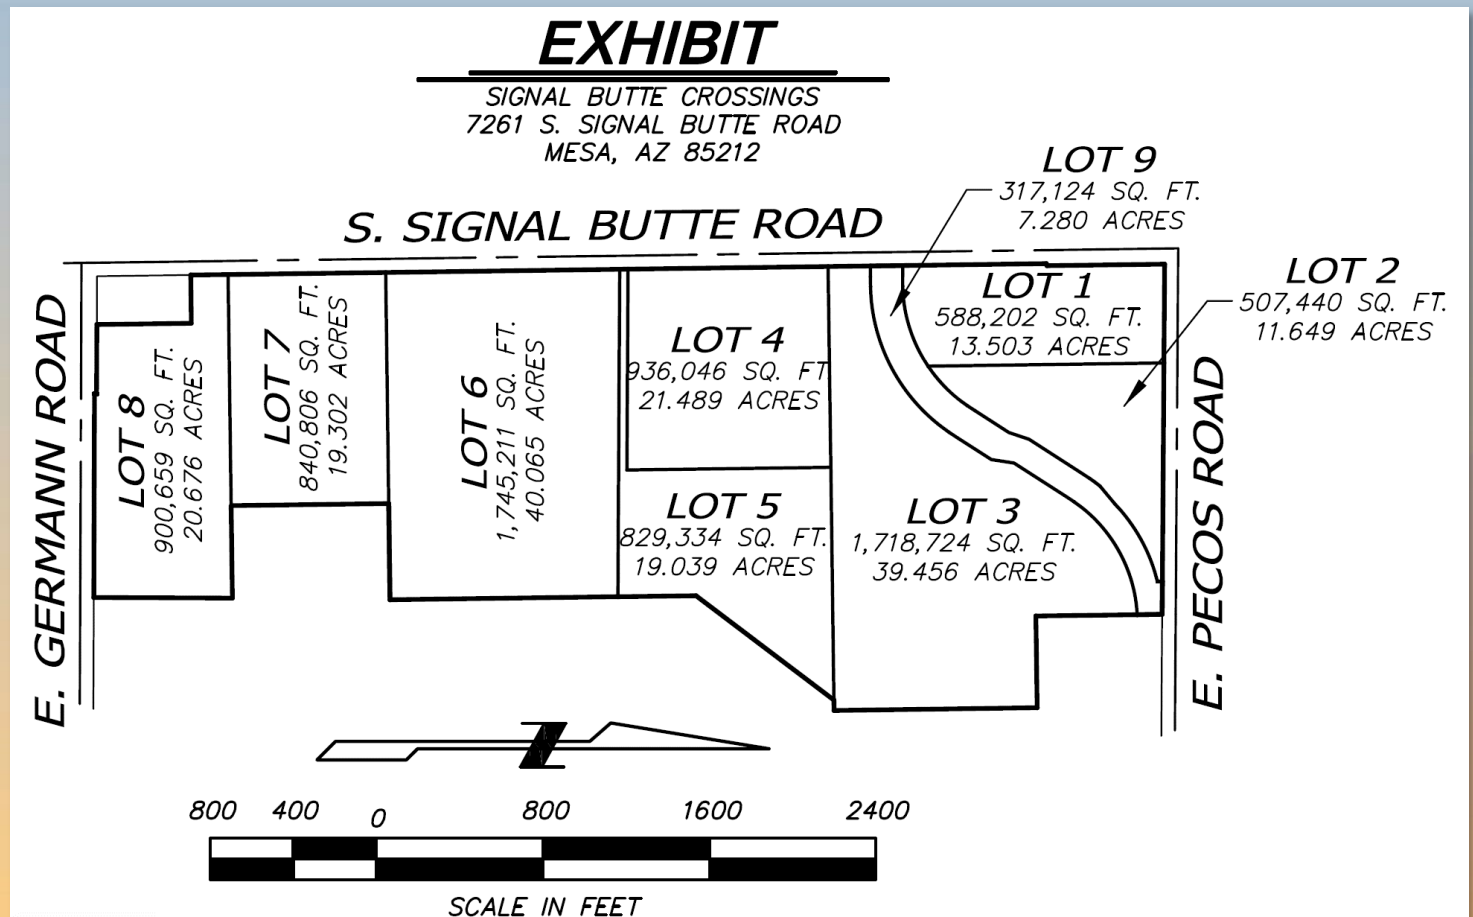 EXHIBIT
SIGNAL BUTTE CROSSINGS
7261 S. SIGNAL BUTTE ROAD
MESA, AZ 85212
LOT 9
317,124 SQ. FT.
7.280 ACRES
S. SIGNAL BUTTE ROAD
LOT 2
507,440 SQ. FT.
11.649 ACRES
LOT 1
588,202 SQ. FT.
13.503 ACRES
E. GERMANN ROAD
LOT 8
900,659 SQ. FT.
20.676 ACRES
LOT 7
840,806 SQ. FT.
19.302 ACRES
LOT 6
1,745,211 SQ. FT.
40.065 ACRES
LOT 4
936,046 SQ. FT
21.489 ACRES
LOT 5
829,334 SQ. FT.
19.039 ACRES
LOT 3
1,718,724 SQ. FT.
39.456 ACRES
E. PECOS ROAD
N
800 400 0 800 1600 2400
SCALE IN FEET